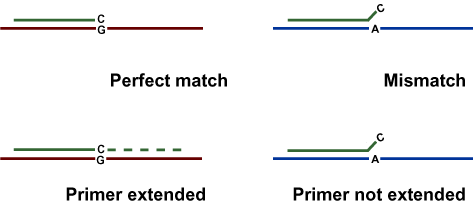 C C
G A
Perfect match Mismatch
C C
G A
Primer extended Primer not extended